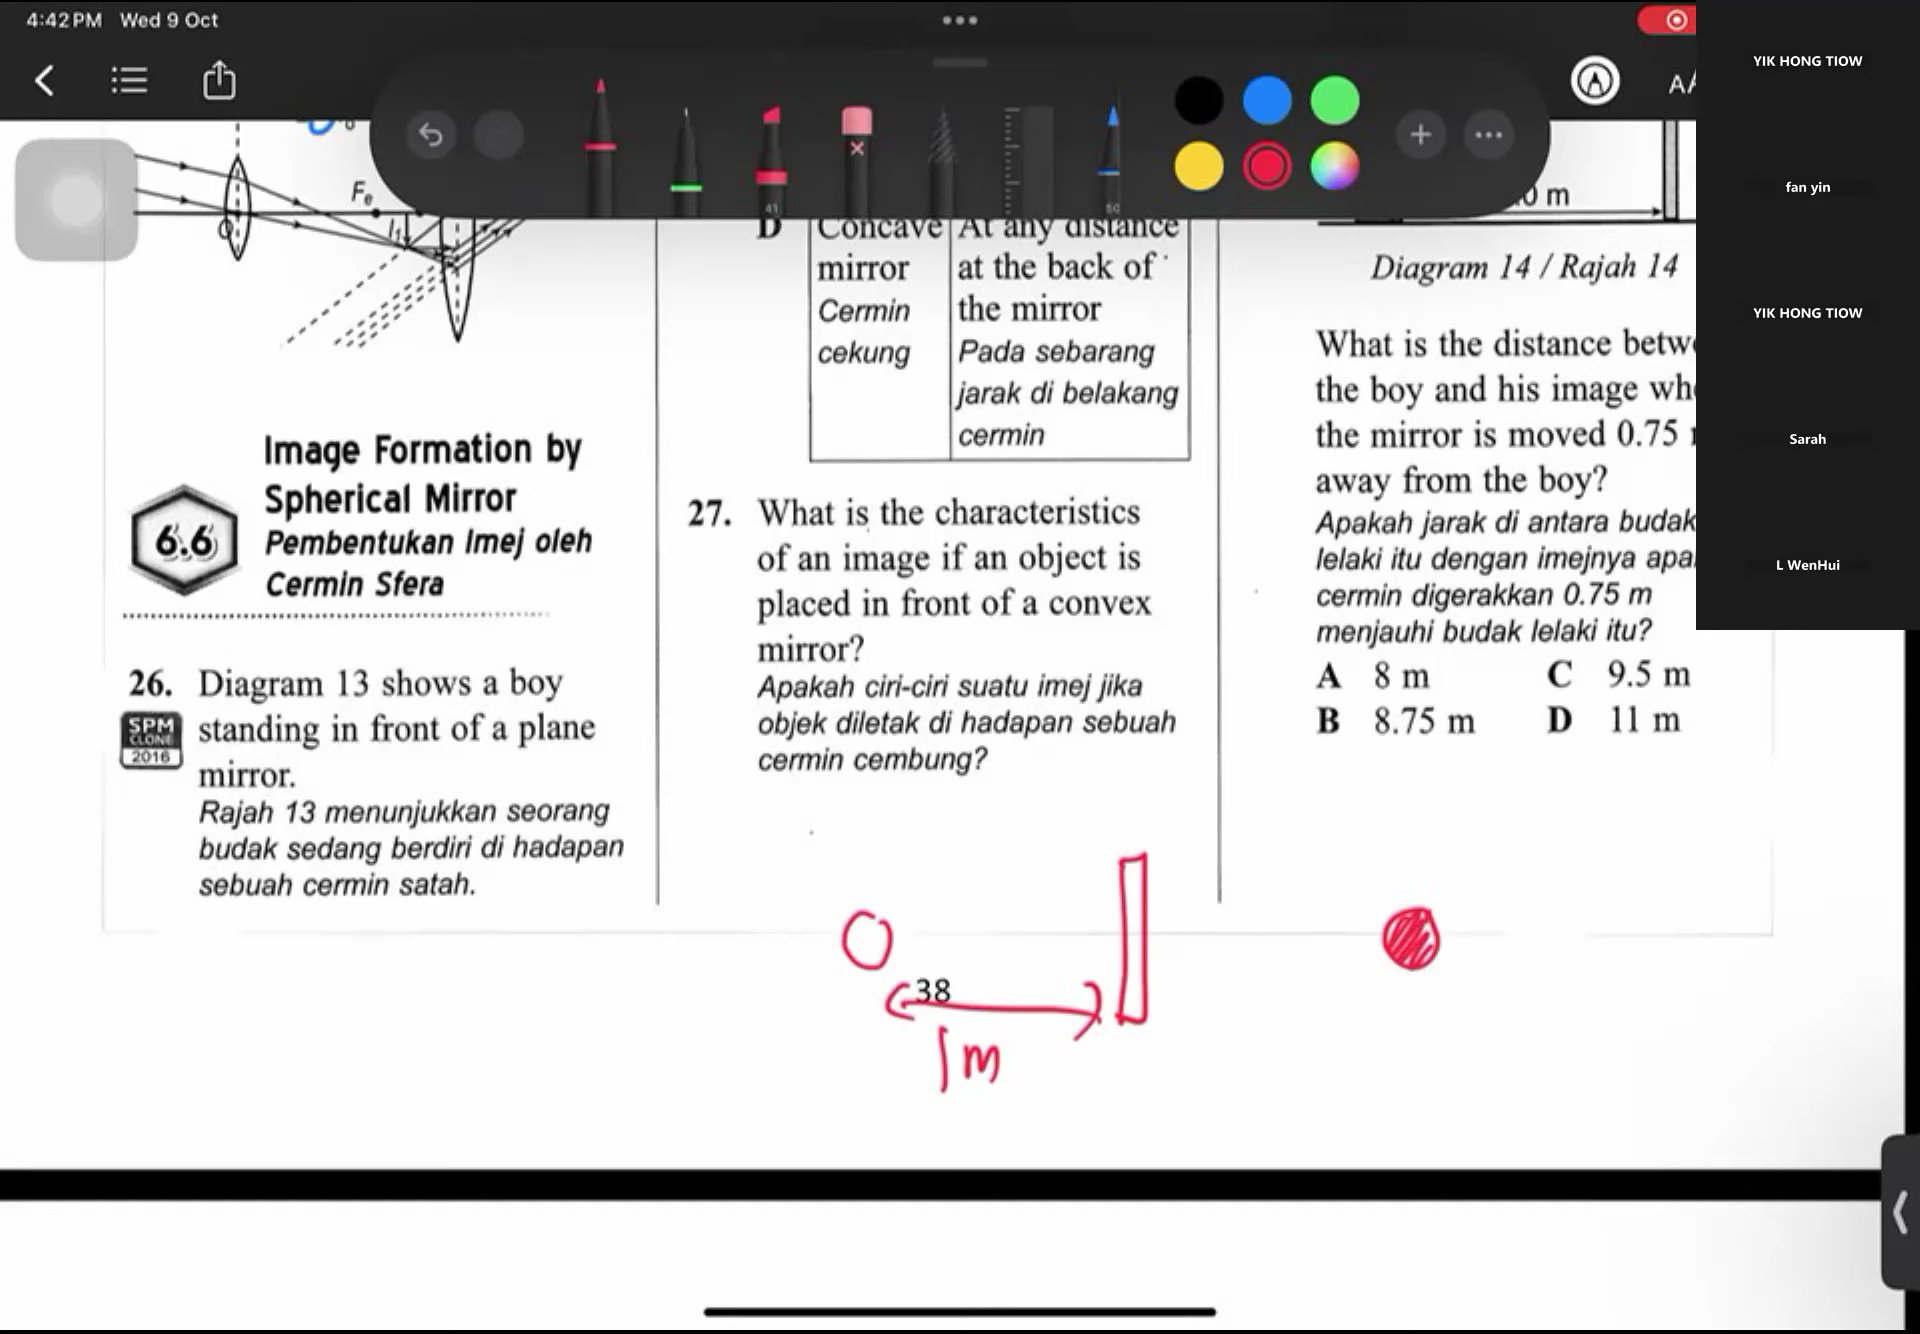 4:42 PM Wed 9 Oct
YIK HONG TIOW
fan yin
YIK HONG TIOW
Sarah
L WenHui
41
50
Fe
O
I1
Image Formation by
Spherical Mirror
Pembentukan Imej oleh
Cermin Sfera
6.6
26. Diagram 13 shows a boy
standing in front of a plane
mirror.
SPM
CLONE
2016
Rajah 13 menunjukkan seorang
budak sedang berdiri di hadapan
sebuah cermin satah.
D Concave At any distance
mirror at the back of
Cermin the mirror
cekung Pada sebarang
jarak di belakang
cermin
27. What is the characteristics
of an image if an object is
placed in front of a convex
mirror?
Apakah ciri-ciri suatu imej jika
objek diletak di hadapan sebuah
cermin cembung?
0 m
Diagram 14 / Rajah 14
What is the distance betwe
the boy and his image whe
the mirror is moved 0.75
away from the boy?
Apakah jarak di antara budak
lelaki itu dengan imejnya apa
cermin digerakkan 0.75 m
menjauhi budak lelaki itu?
A 8 m C 9.5 m
B 8.75 m D 11 m
38
1m